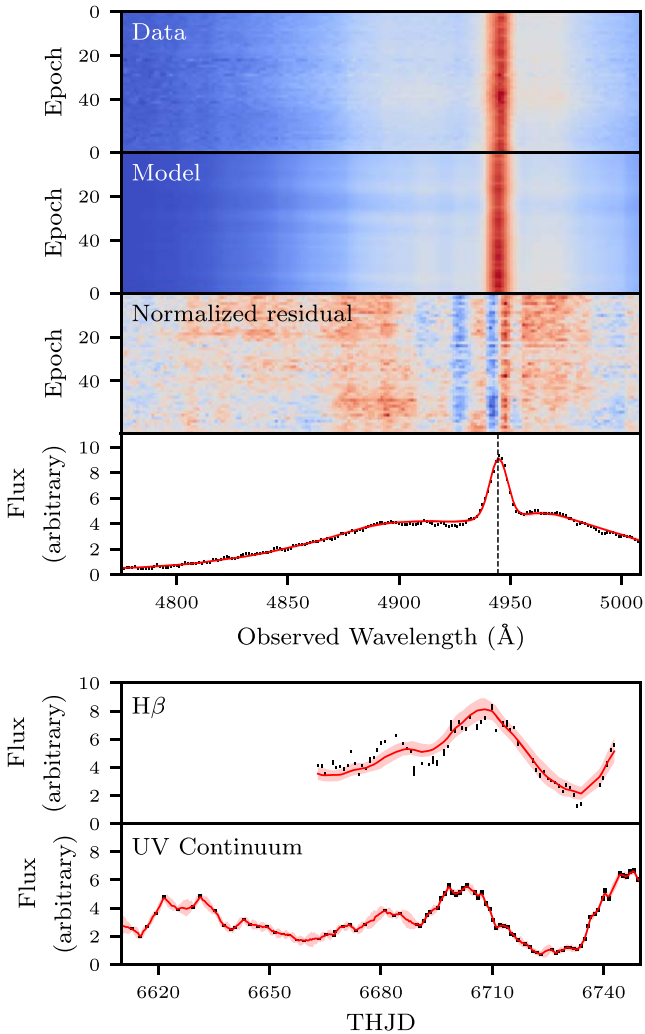 0
Data
20
40
Epoch
0
Model
20
40
Epoch
0
Normalized residual
20
40
Epoch
10
8
6
4
2
0
Flux
(arbitrary)
4800 4850 4900 4950 5000
Observed Wavelength (Å)
10
Hβ
8
6
4
2
0
Flux
(arbitrary)
UV Continuum
8
6
4
2
0
Flux
(arbitrary)
6620 6650 6680 6710 6740
THJD